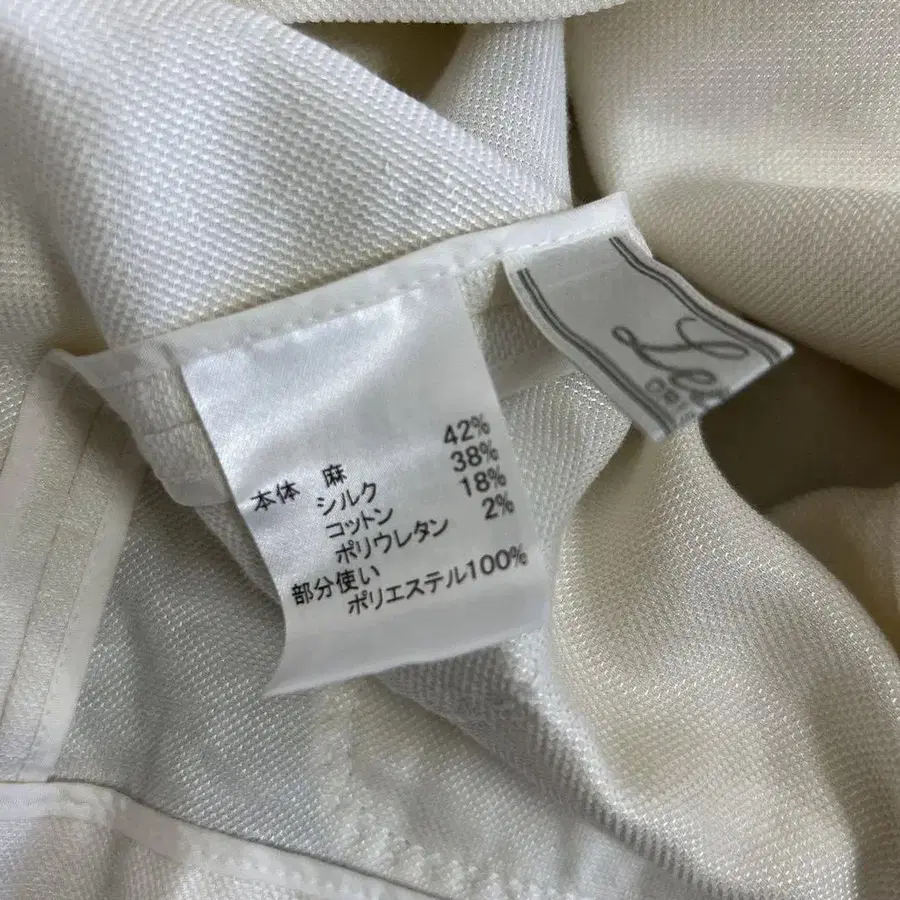 本体 麻 42%
シルク 38%
コットン 18%
ポリウレタン 2%
部分使い
ポリエステル100%